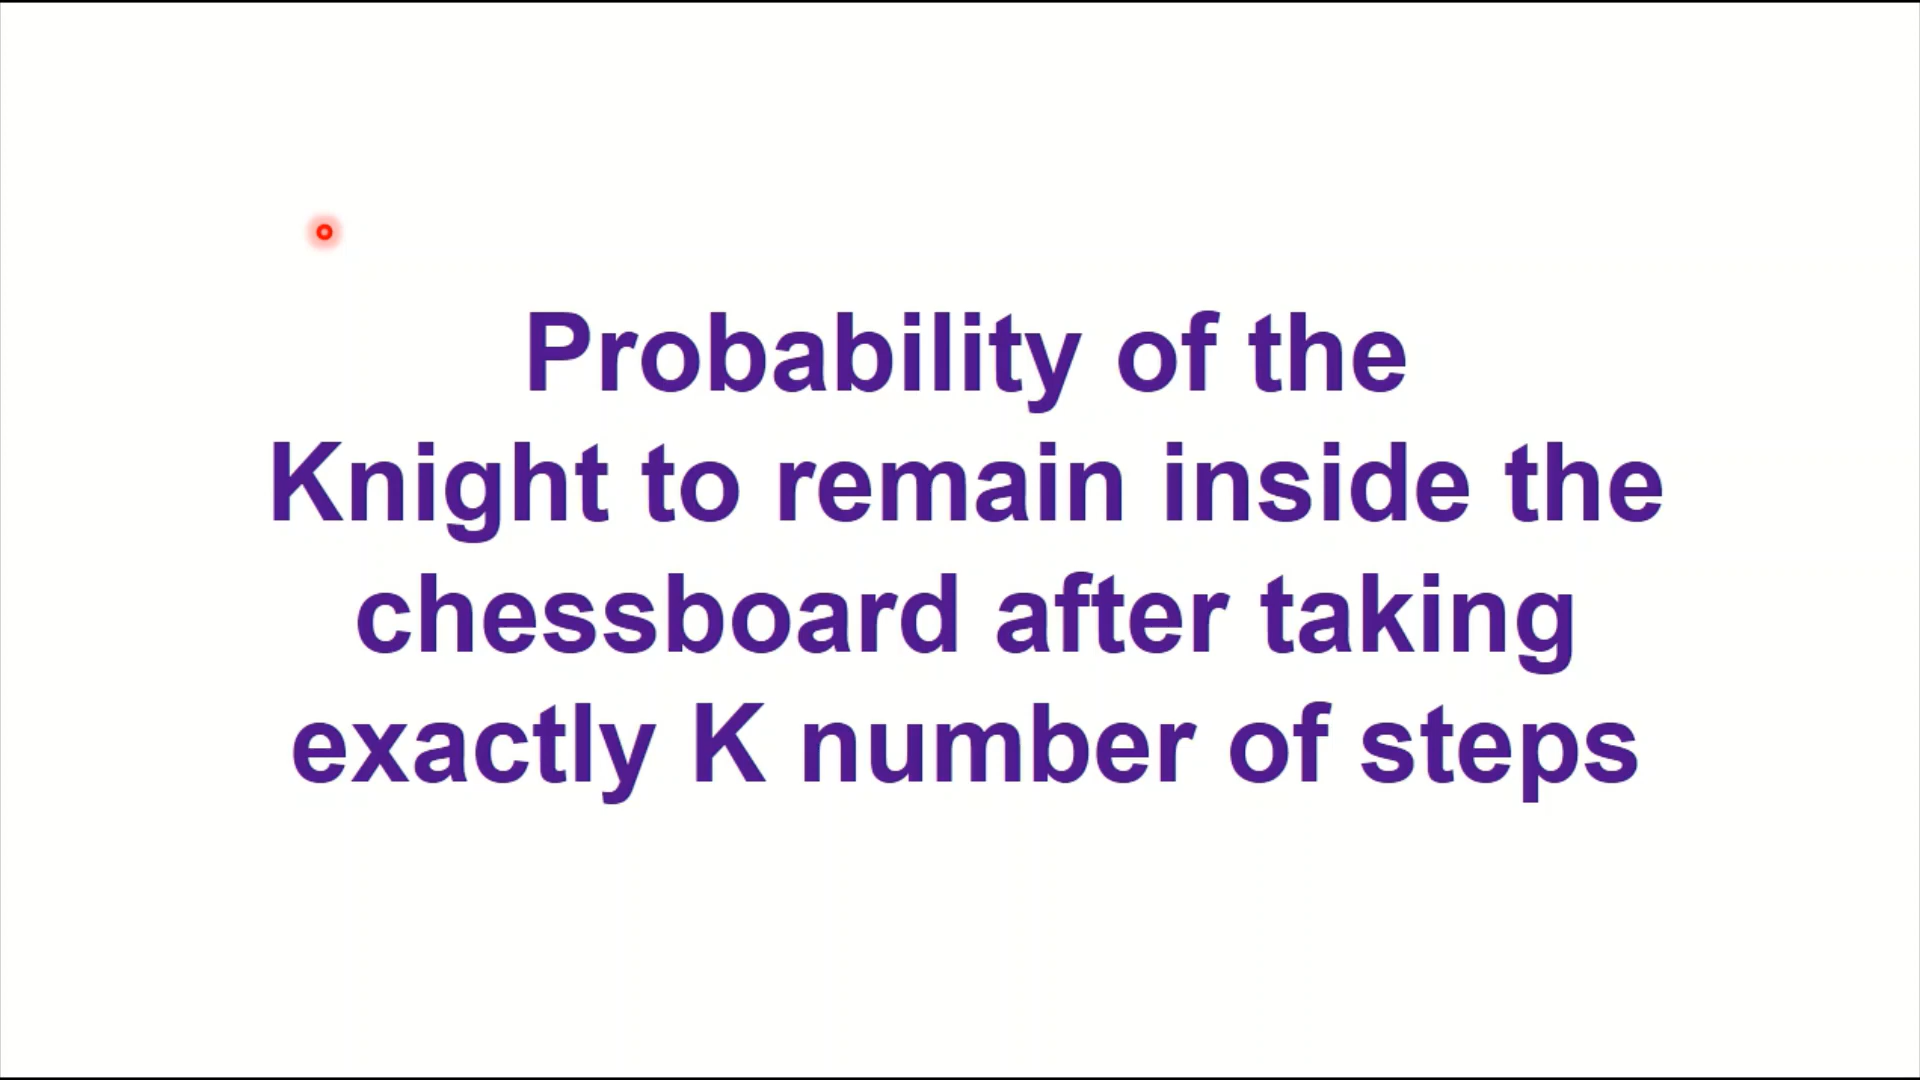 Probability of the
Knight to remain inside the
chessboard after taking
exactly K number of steps